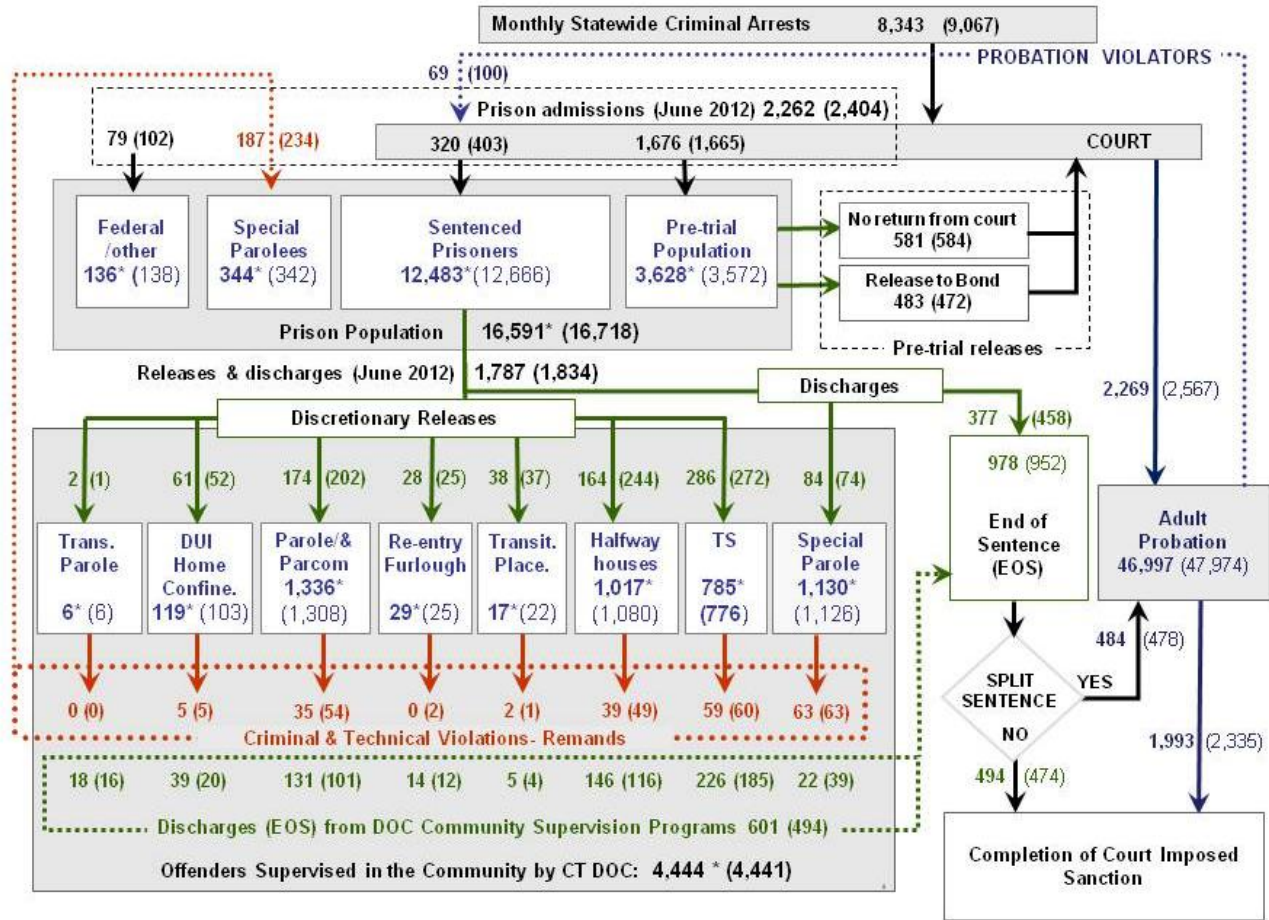 Monthly Statewide Criminal Arrests 8,343 (9,067)
PROBATION VIOLATORS
69 (100)
Prison admissions (June 2012) 2,262 (2,404)
79 (102)
187 (234)
320 (403)
1,676 (1,665)
COURT
Federal
/other
136* (138)
Special
Parolees
344* (342)
Sentenced
Prisoners
12,483* (12,666)
Pre-trial
Population
3,628* (3,572)
No return from court
581 (584)
Release to Bond
483 (472)
Pre-trial releases
Prison Population 16,591* (16,718)
Releases & discharges (June 2012) 1,787 (1,834)
Discharges
2,269 (2,567)
Discretionary Releases
377 (458)
2 (1)
61 (52)
174 (202)
28 (25)
38 (37)
164 (244)
286 (272)
84 (74)
978 (952)
End of
Sentence
(EOS)
Trans.
Parole
6* (6)
DUI
Home
Confine.
119* (103)
Parole/&
Parcom
1,336*
(1,308)
Re-entry
Furlough
29* (25)
Transit.
Place.
17* (22)
Halfway
houses
1,017*
(1,080)
TS
785*
(776)
Special
Parole
1,130*
(1,126)
Adult
Probation
46,997 (47,974)
484 (478)
SPLIT
SENTENCE
YES
NO
0 (0)
5 (5)
35 (54)
0 (2)
2 (1)
39 (49)
59 (60)
63 (63)
Criminal & Technical Violations- Remands
1,993 (2,335)
494 (474)
18 (16)
39 (20)
131 (101)
14 (12)
5 (4)
146 (116)
226 (185)
22 (39)
Discharges (EOS) from DOC Community Supervision Programs 601 (494)
Offenders Supervised in the Community by CT DOC: 4,444 * (4,441)
Completion of Court Imposed
Sanction